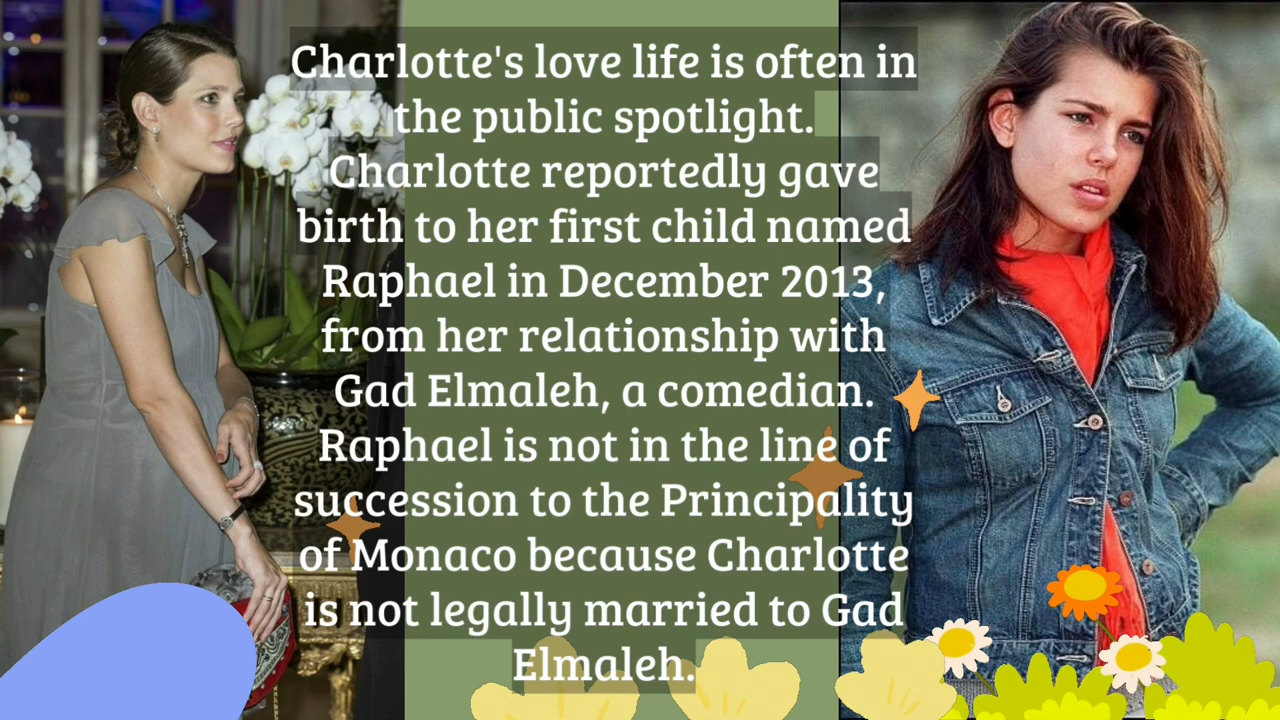 Charlotte's love life is often in
the public spotlight.
Charlotte reportedly gave
birth to her first child named
Raphael in December 2013,
from her relationship with
Gad Elmaleh, a comedian.
Raphael is not in the line of
succession to the Principality
of Monaco because Charlotte
is not legally married to Gad
Elmaleh.